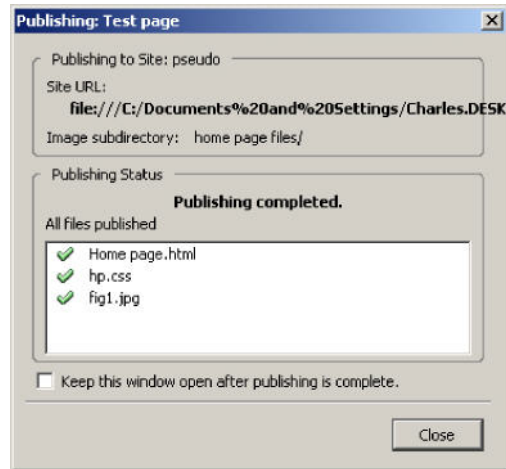 Publishing: Test page
Publishing to Site: pseudo
Site URL:
file:///C:/Documents%20and%20Settings/Charles.DESK
Image subdirectory: home page files/
Publishing Status
Publishing completed.
All files published
Home page.html
hp.css
fig1.jpg
Keep this window open after publishing is complete.
Close